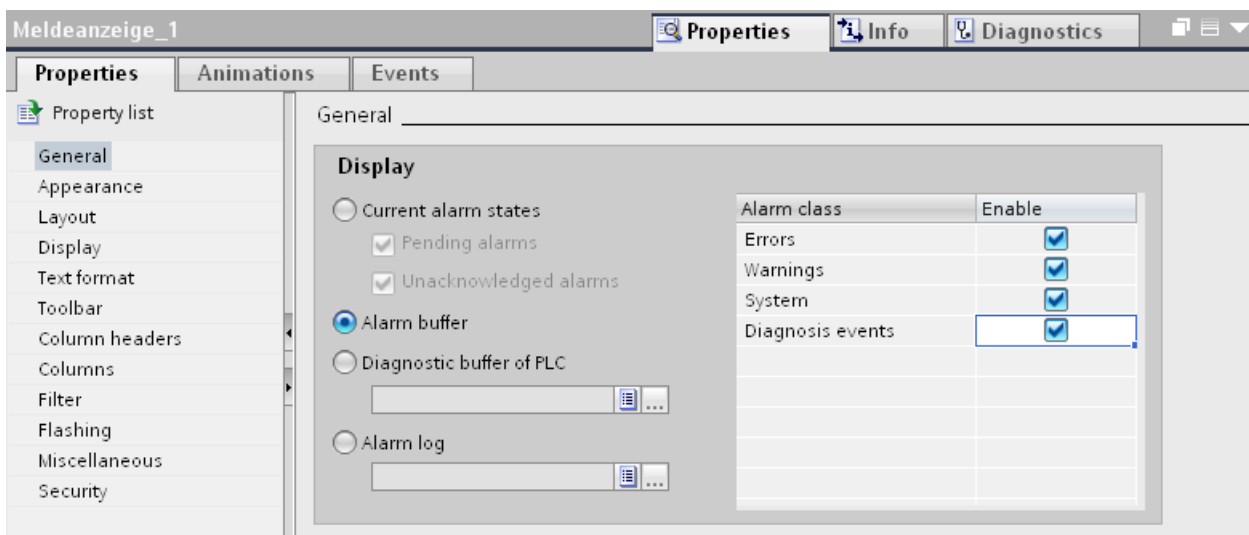 Meldeanzeige_1
Properties
Info
Diagnostics
Properties
Animations
Events
Property list
General
Appearance
Layout
Display
Text format
Toolbar
Column headers
Columns
Filter
Flashing
Miscellaneous
Security
General
Display
Current alarm states
Pending alarms
Unacknowledged alarms
Alarm buffer
Diagnostic buffer of PLC
...
Alarm log
...
Alarm class Enable
Errors
Warnings
System
Diagnosis events